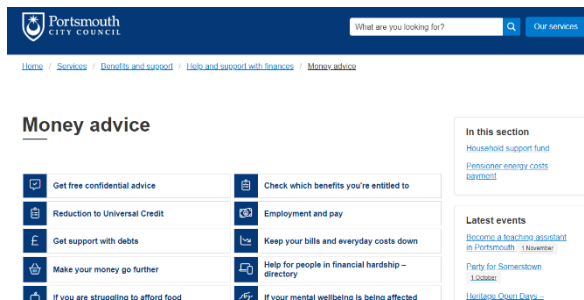 Portsmouth
CITY COUNCIL
What are you looking for?
Our services
Home / Services / Benefits and support / Help and support with finances / Money advice
Money advice
Get free confidential advice
Check which benefits you're entitled to
Reduction to Universal Credit
Employment and pay
Get support with debts
Keep your bills and everyday costs down
Make your money go further
Help for people in financial hardship –
directory
If you are struggling to afford food
If your mental wellbeing is being affected
In this section
Household support fund
Pensioner energy costs
payment
Latest events
Become a teaching assistant
in Portsmouth 1 November
Party for Somerstown
1 October
Heritage Open Days –